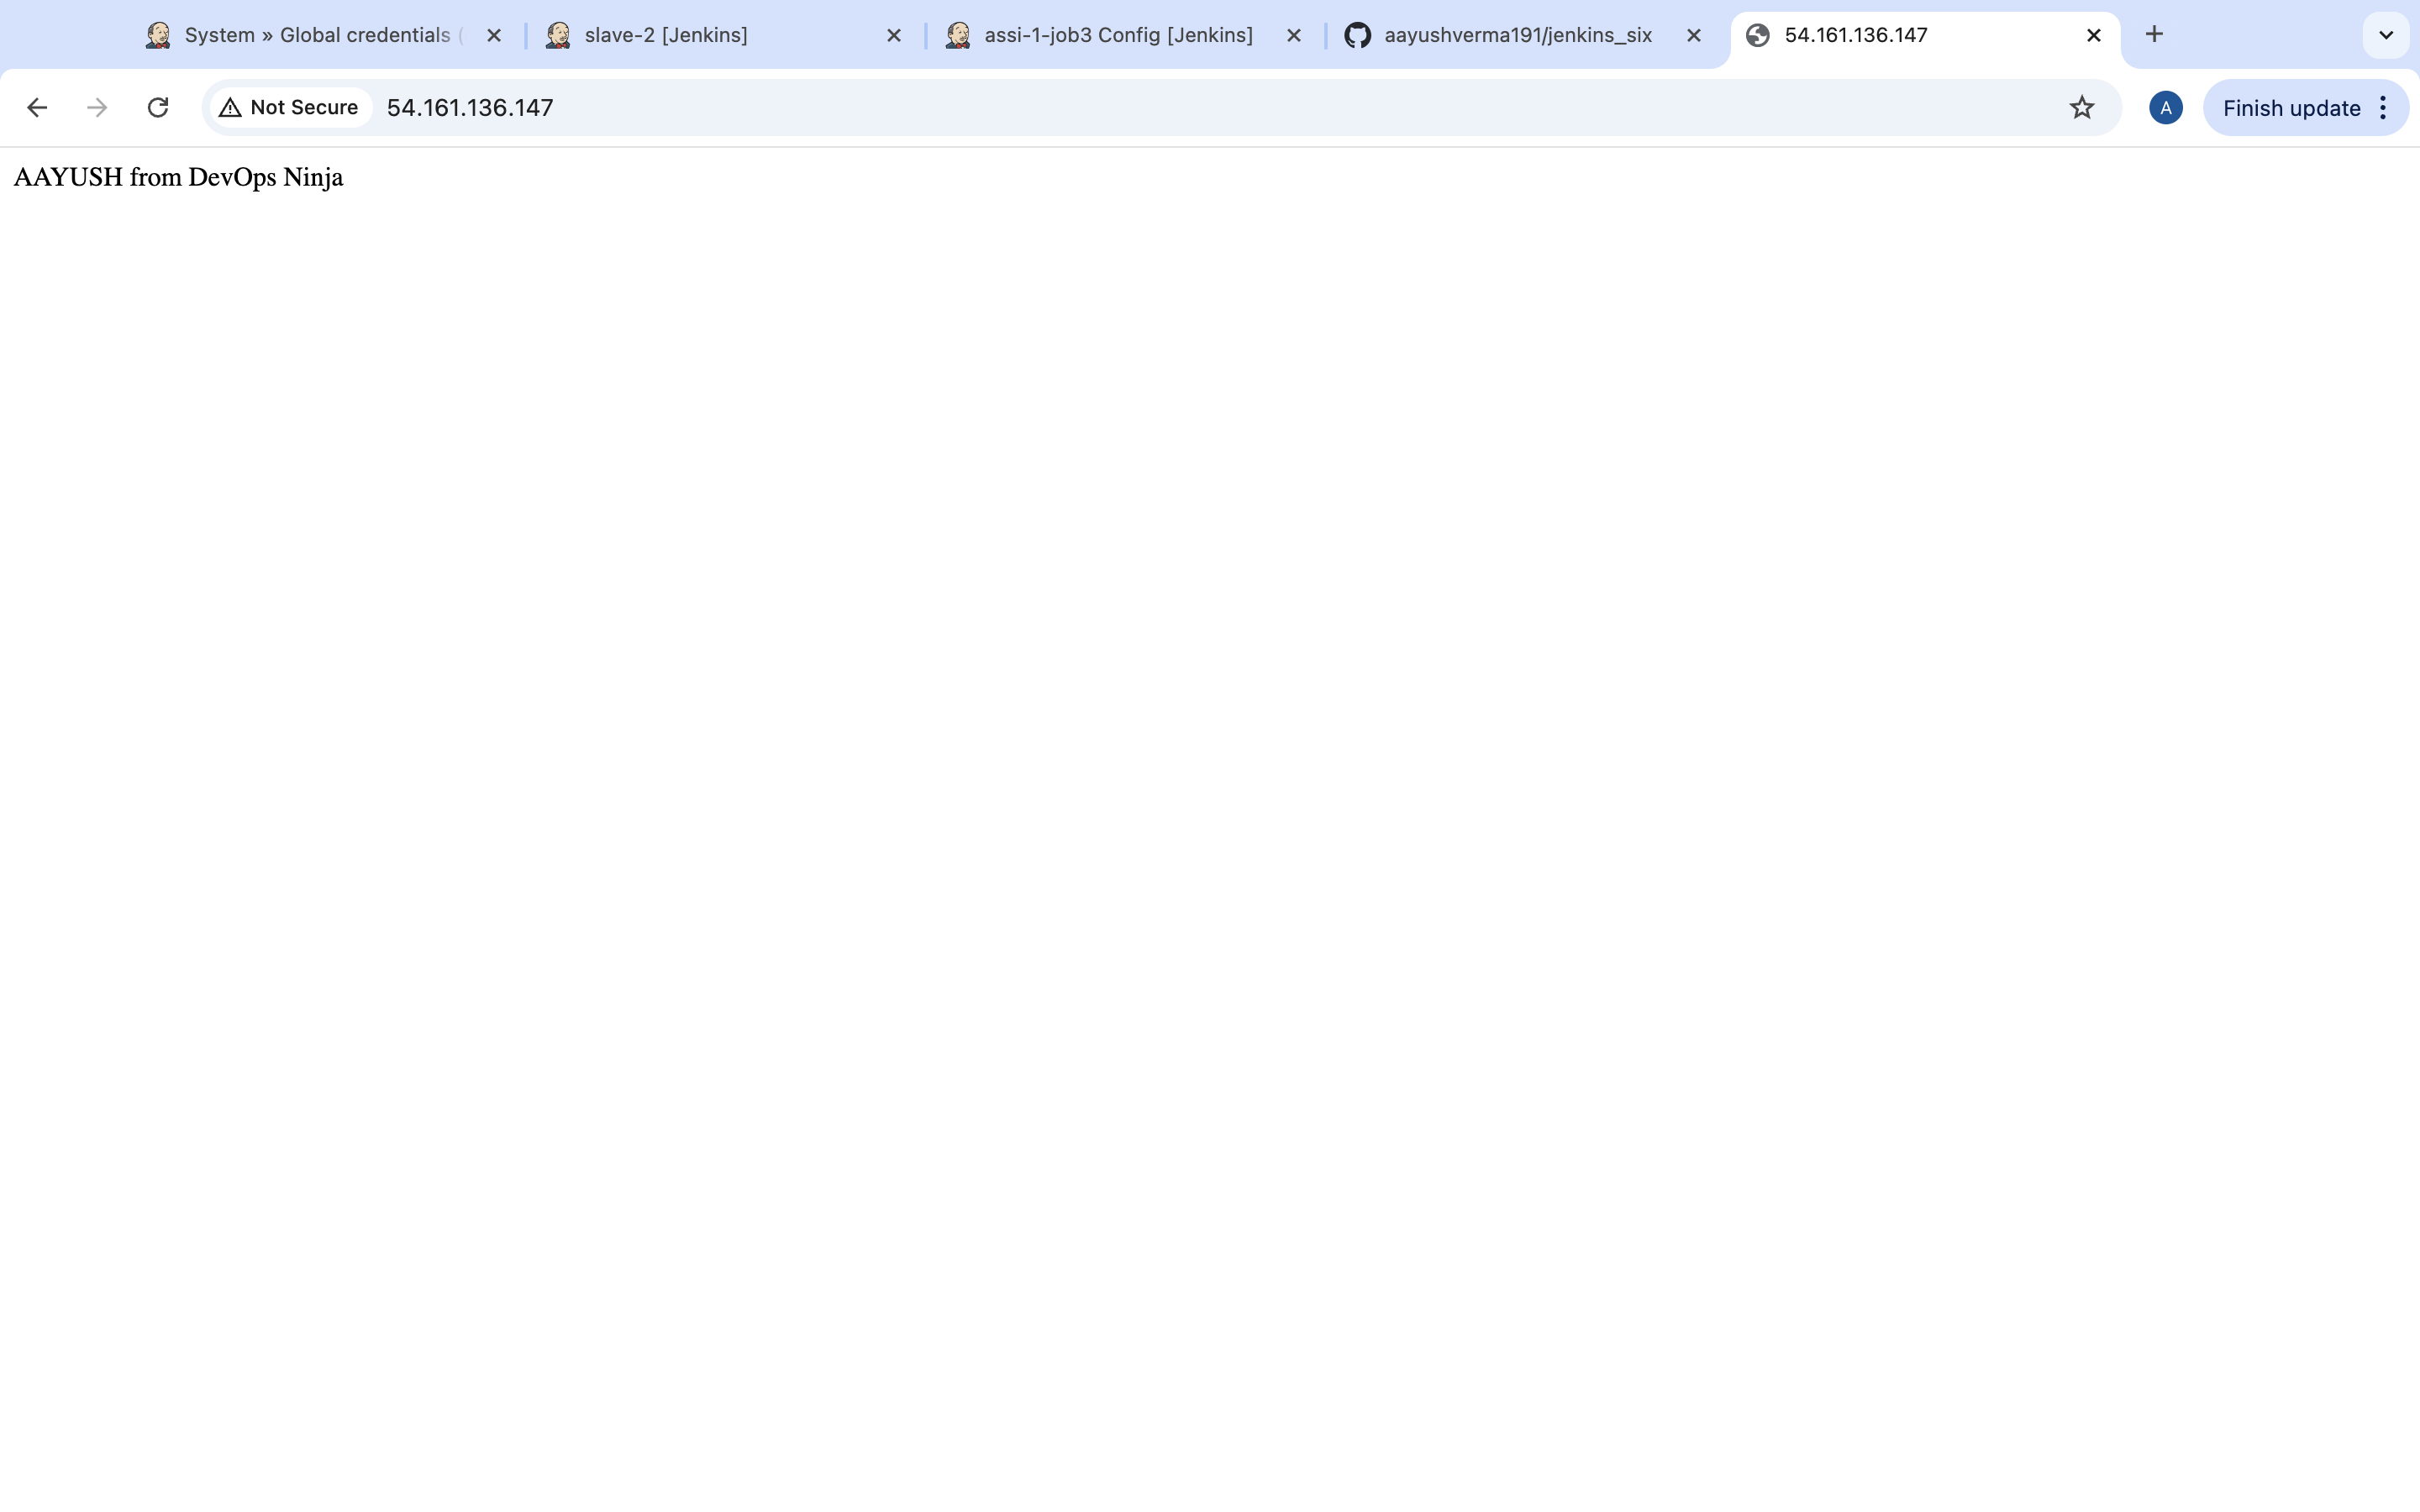 System » Global credentials (
slave-2 [Jenkins]
assi-1-job3 Config [Jenkins]
aayushverma191/jenkins_six
54.161.136.147
Not Secure
54.161.136.147
A
Finish update
AAYUSH from DevOps Ninja